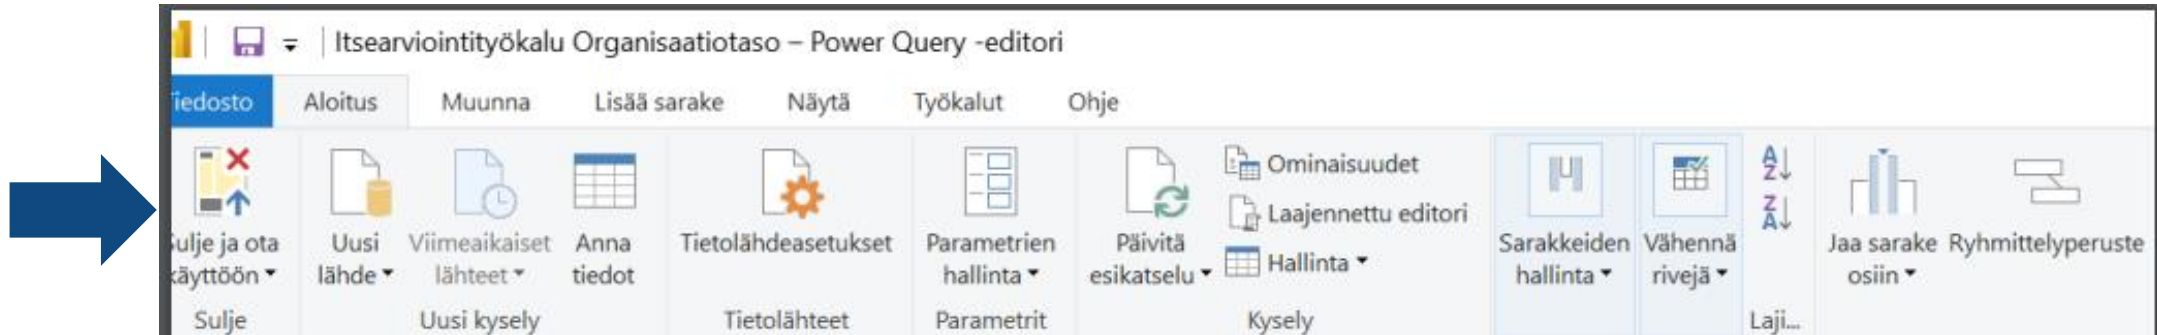 Itsearviointityökalu Organisaatiotaso – Power Query -editori
Tiedosto Aloitus Muunna Lisää sarake Näytä Työkalut Ohje
Sulje ja ota käyttöön
Uusi lähde
Viimeaikaiset lähteet
Anna tiedot
Tietolähdeasetukset
Parametrien hallinta
Päivitä esikatselu
Ominaisuudet
Laajennettu editori
Hallinta
Sarakkeiden hallinta
Vähennä rivejä
A Z
Z A
Jaa sarake osiin
Ryhmittelyperuste
Sulje Uusi kysely Tietolähteet Parametrit Kysely Laji...